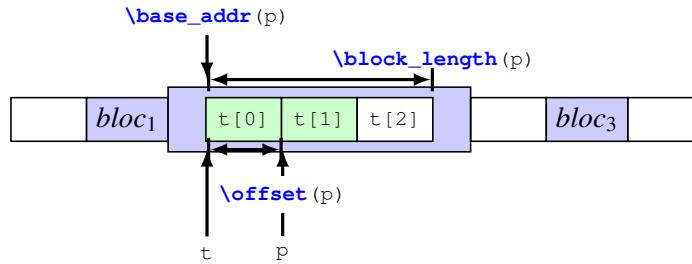 \base_addr(p)
\block_length(p)
bloc1 t[0] t[1] t[2] bloc3
\offset(p)
t p